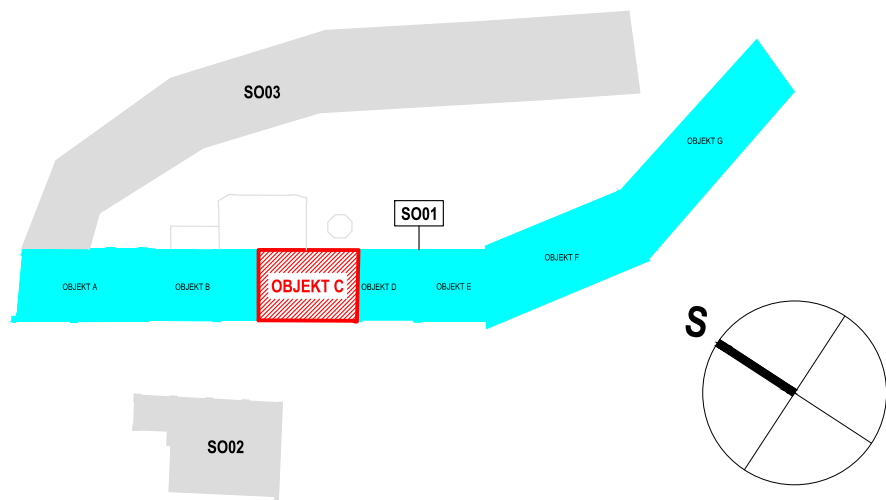 SO03
OBJEKT G
SO01
OBJEKT F
OBJEKT A
OBJEKT B
OBJEKT C
OBJEKT D
OBJEKT E
S
SO02